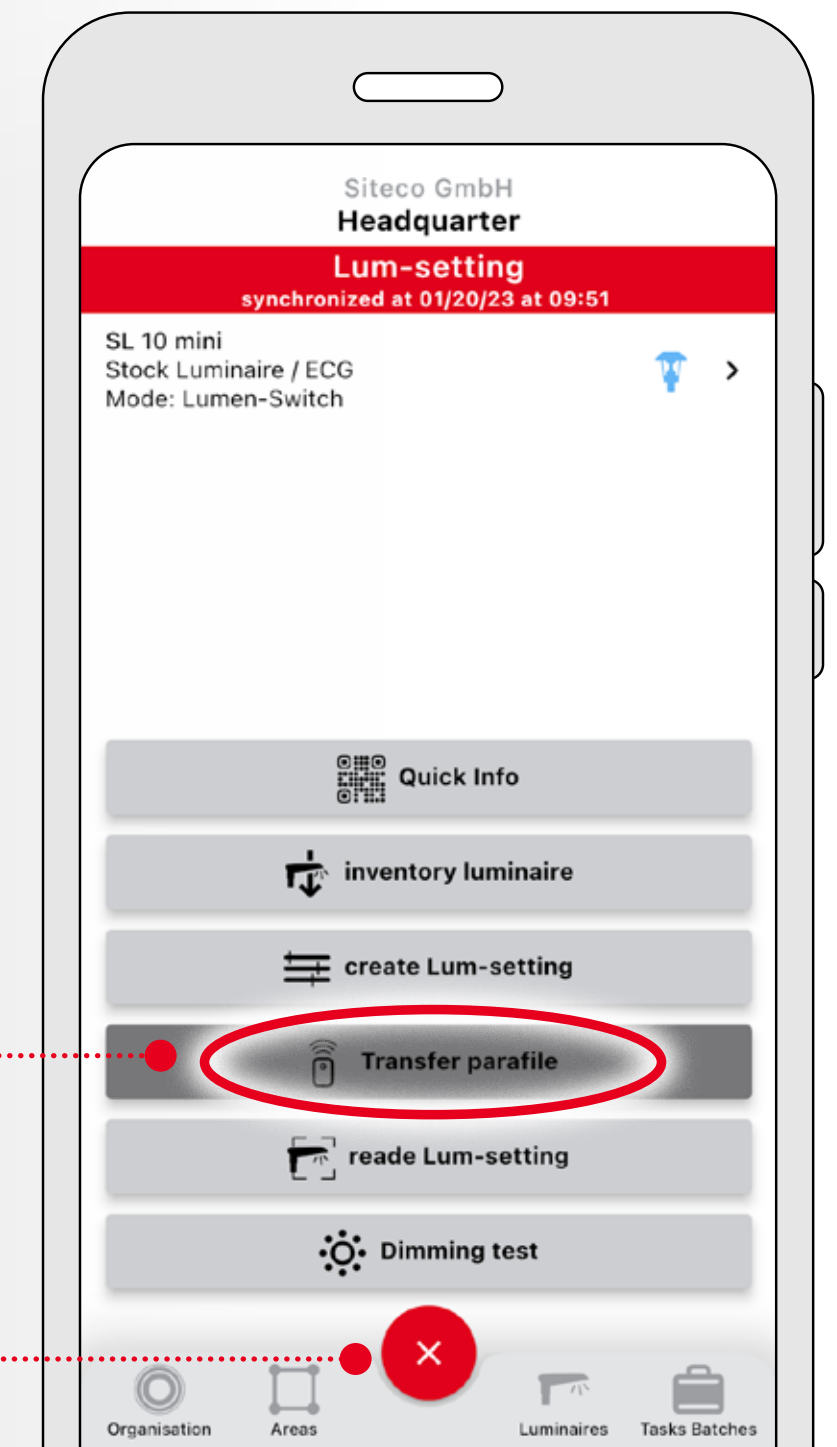 Siteco GmbH
Headquarter
Lum-setting
synchronized at 01/20/23 at 09:51
SL 10 mini
Stock Luminaire / ECG
Mode: Lumen-Switch
Quick Info
inventory luminaire
create Lum-setting
Transfer parafile
reade Lum-setting
Dimming test
Organisation Areas Luminaires Tasks Batches